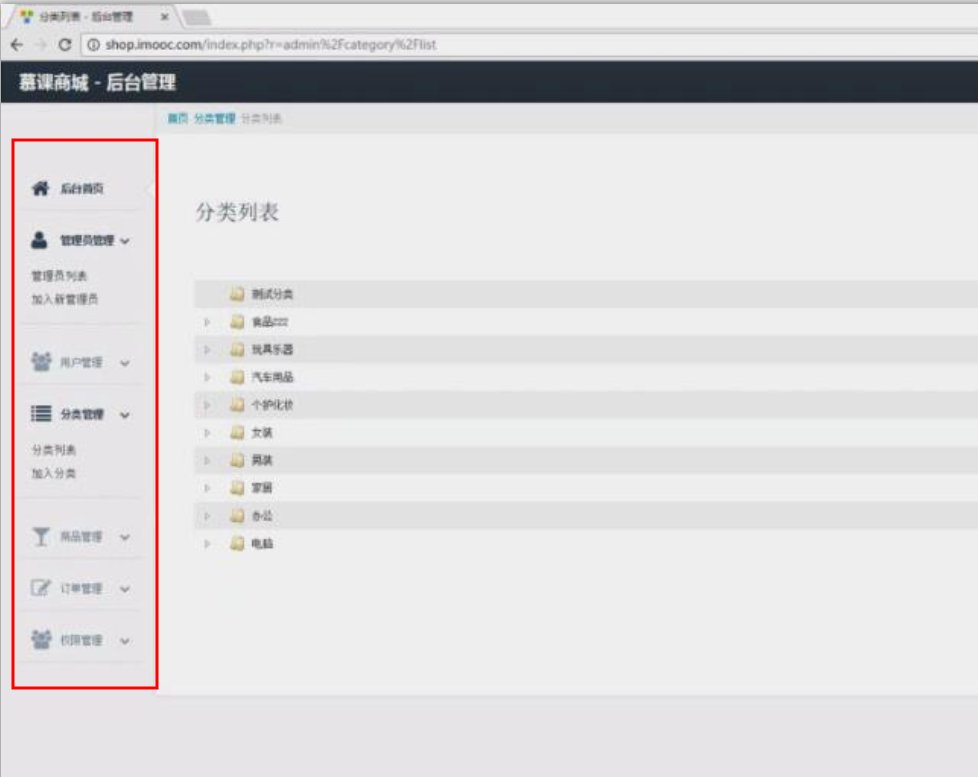 分类列表 - 后台管理
shop.imooc.com/index.php?r=admin%2Fcategory%2Flist
慕课商城 - 后台管理
首页 分类管理 分类列表
后台首页
分类列表
管理员管理
管理员列表
加入新管理员
用户管理
分类管理
分类列表
加入分类
商品管理
订单管理
权限管理
测试分类
食品zzz
玩具乐器
汽车用品
个护化妆
女装
男装
家居
办公
电脑